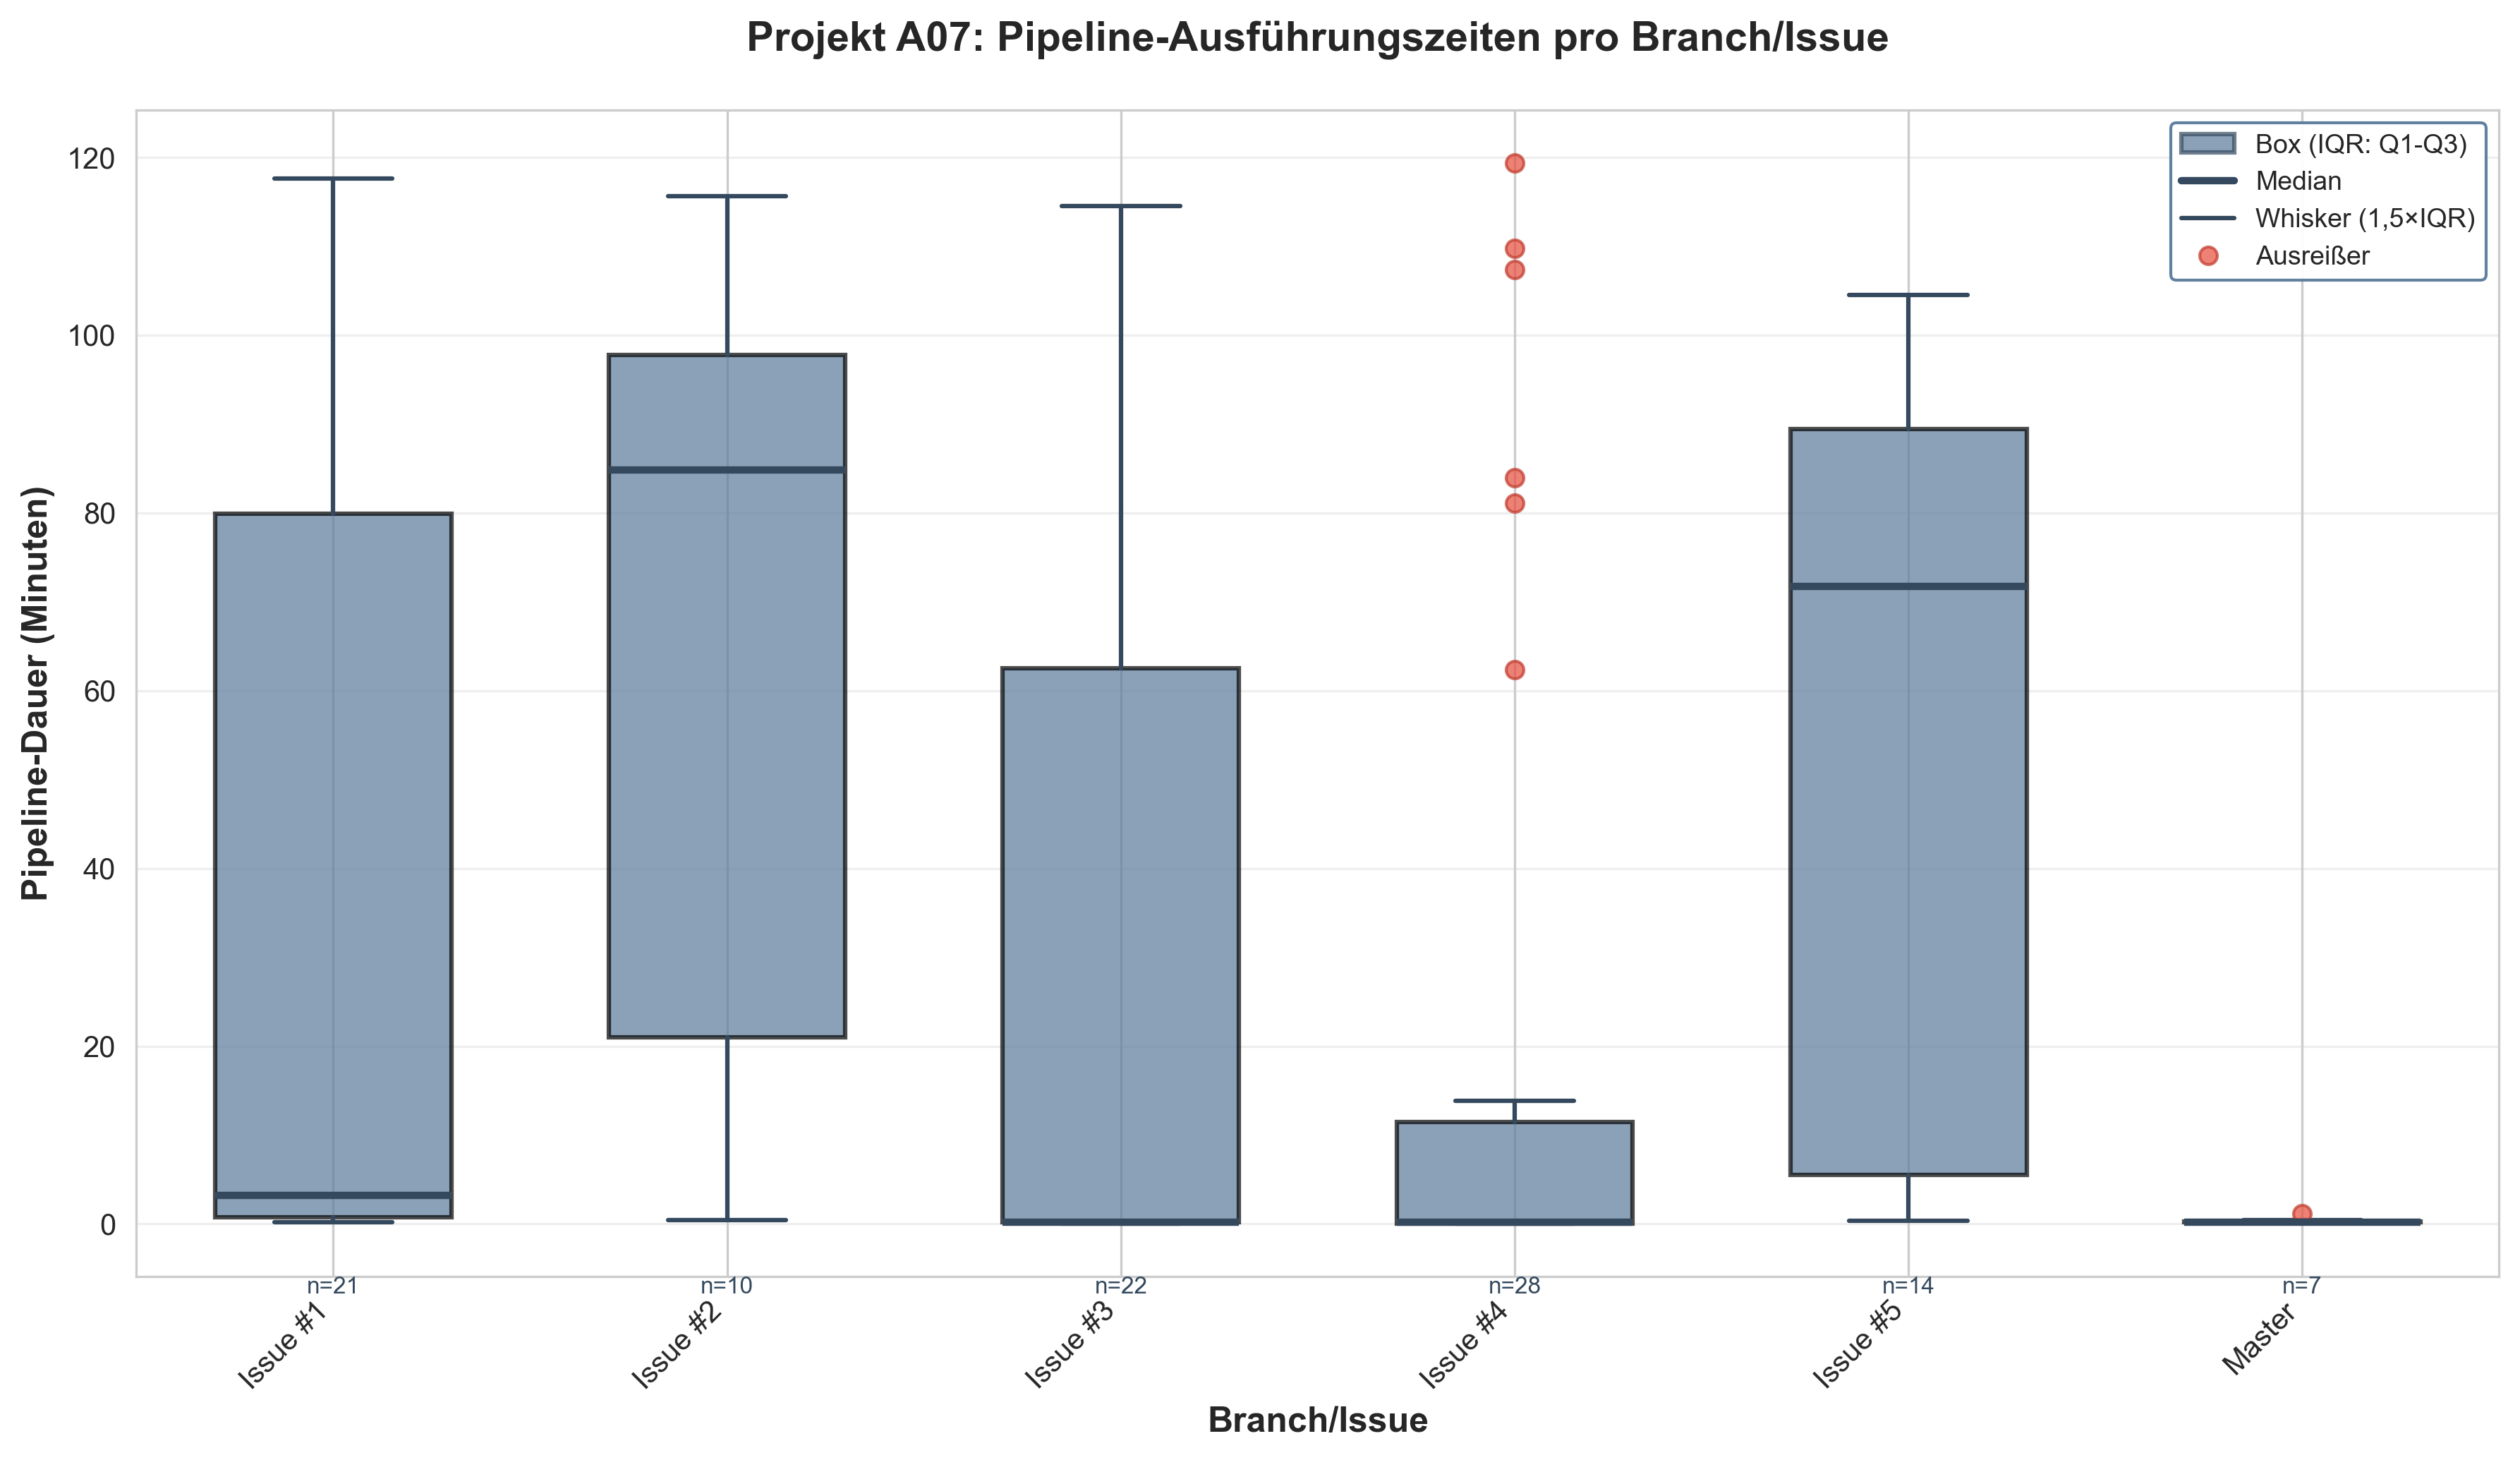 Projekt A07: Pipeline-Ausführungszeiten pro Branch/Issue
Box (IQR: Q1-Q3)
Median
Whisker (1,5×IQR)
Ausreißer
Pipeline-Dauer (Minuten)
120
100
80
60
40
20
0
n=21
n=10
n=22
n=28
n=14
n=7
Issue #1
Issue #2
Issue #3
Issue #4
Issue #5
Master
Branch/Issue